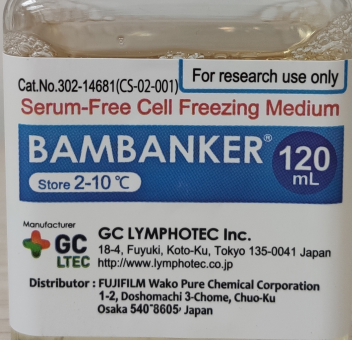 For research use only
Cat.No.302-14681(CS-02-001)
Serum-Free Cell Freezing Medium
BAMBANKER®
120
mL
Store 2-10 ℃
Manufacturer
GC
LTEC
GC LYMPHOTEC Inc.
18-4, Fuyuki, Koto-Ku, Tokyo 135-0041 Japan
http://www.lymphotec.co.jp
Distributor : FUJIFILM Wako Pure Chemical Corporation
1-2, Doshomachi 3-Chome, Chuo-Ku
Osaka 540-8605, Japan